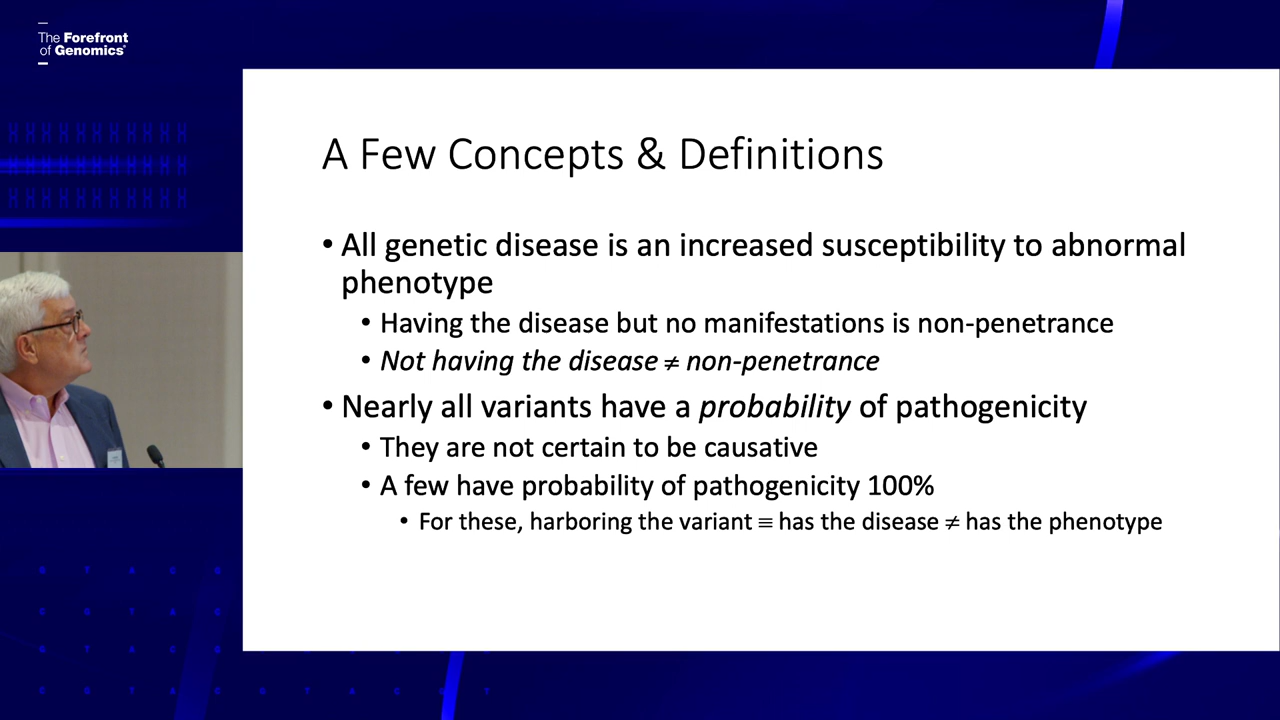 The Forefront
of Genomics®
A Few Concepts & Definitions
• All genetic disease is an increased susceptibility to abnormal
phenotype
• Having the disease but no manifestations is non-penetrance
• Not having the disease ≠ non-penetrance
• Nearly all variants have a probability of pathogenicity
• They are not certain to be causative
• A few have probability of pathogenicity 100%
• For these, harboring the variant ≡ has the disease ≠ has the phenotype